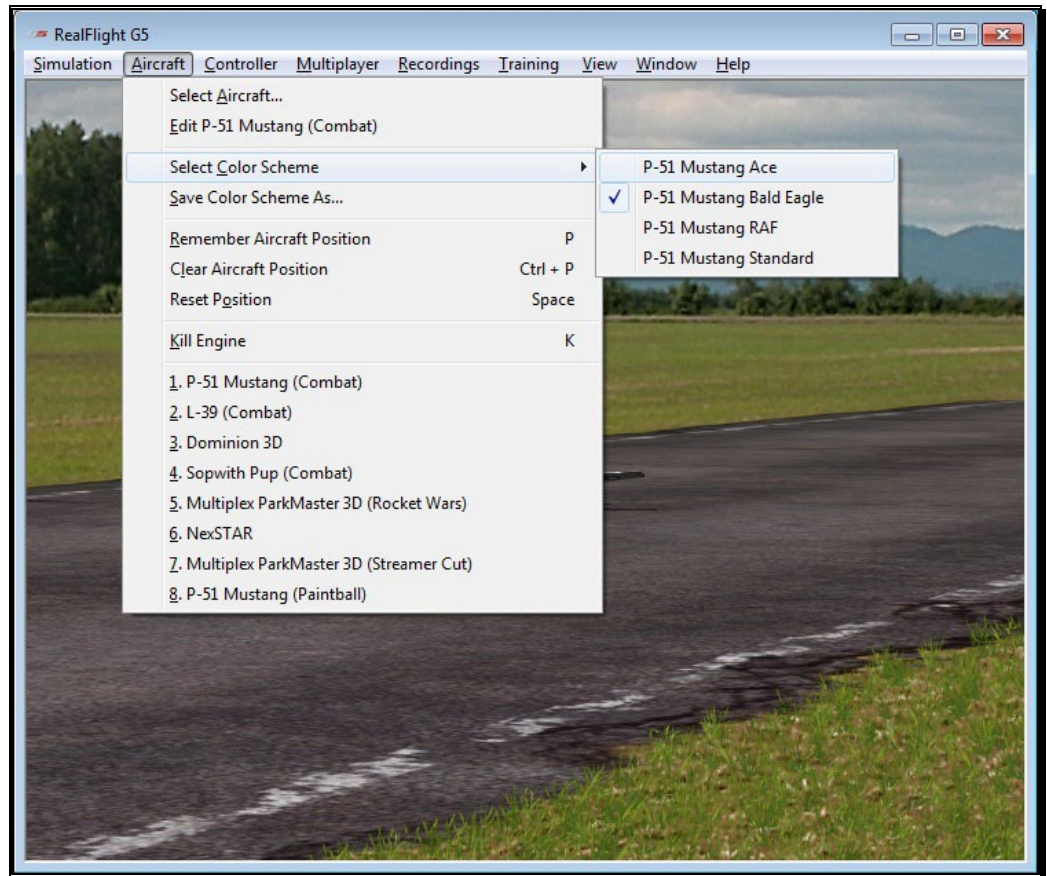 RealFlight G5
Simulation Aircraft Controller Multiplayer Recordings Training View Window Help
Select Aircraft...
Edit P-51 Mustang (Combat)
Select Color Scheme
Save Color Scheme As...
Remember Aircraft Position P
Clear Aircraft Position Ctrl + P
Reset Position Space
Kill Engine K
1. P-51 Mustang (Combat)
2. L-39 (Combat)
3. Dominion 3D
4. Sopwith Pup (Combat)
5. Multiplex ParkMaster 3D (Rocket Wars)
6. NexSTAR
7. Multiplex ParkMaster 3D (Streamer Cut)
8. P-51 Mustang (Paintball)
P-51 Mustang Ace
P-51 Mustang Bald Eagle
P-51 Mustang RAF
P-51 Mustang Standard